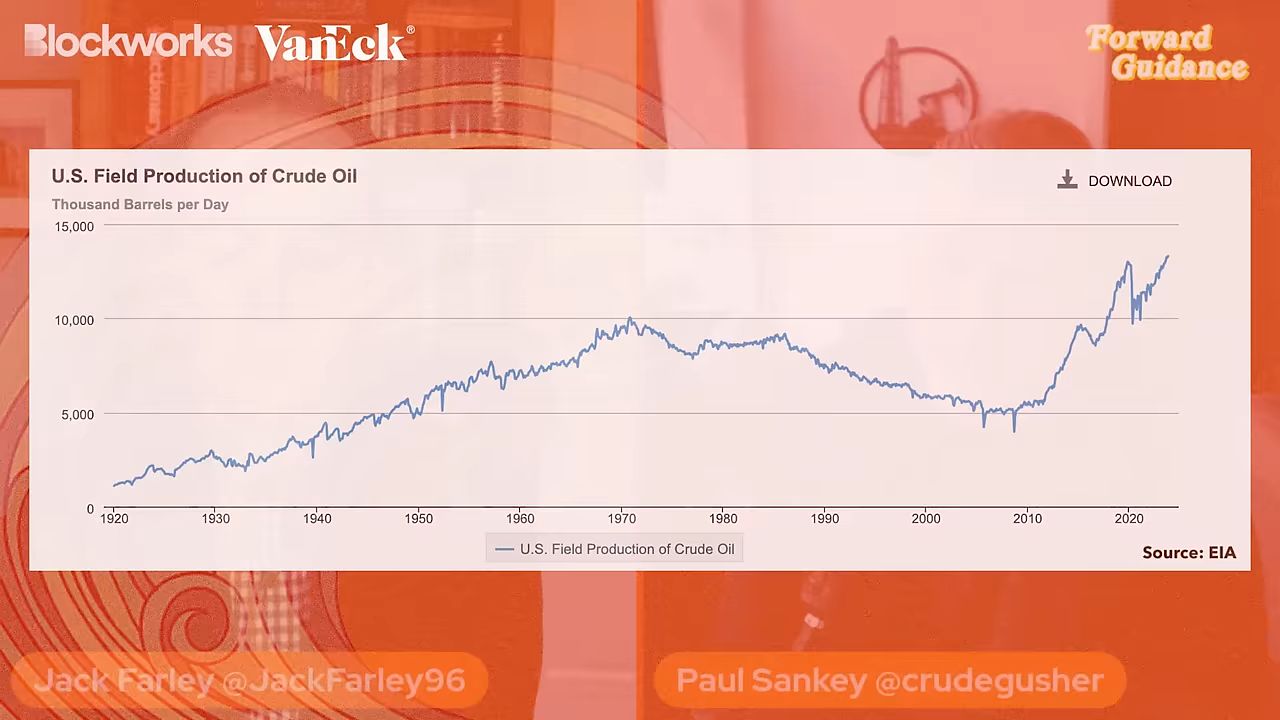 Blockworks
VanEck®
Forward
Guidance
U.S. Field Production of Crude Oil
DOWNLOAD
Thousand Barrels per Day
15,000
10,000
5,000
0
1920 1930 1940 1950 1960 1970 1980 1990 2000 2010 2020
U.S. Field Production of Crude Oil
Source: EIA
Jack Farley @JackFarley96
Paul Sankey @crudegusher